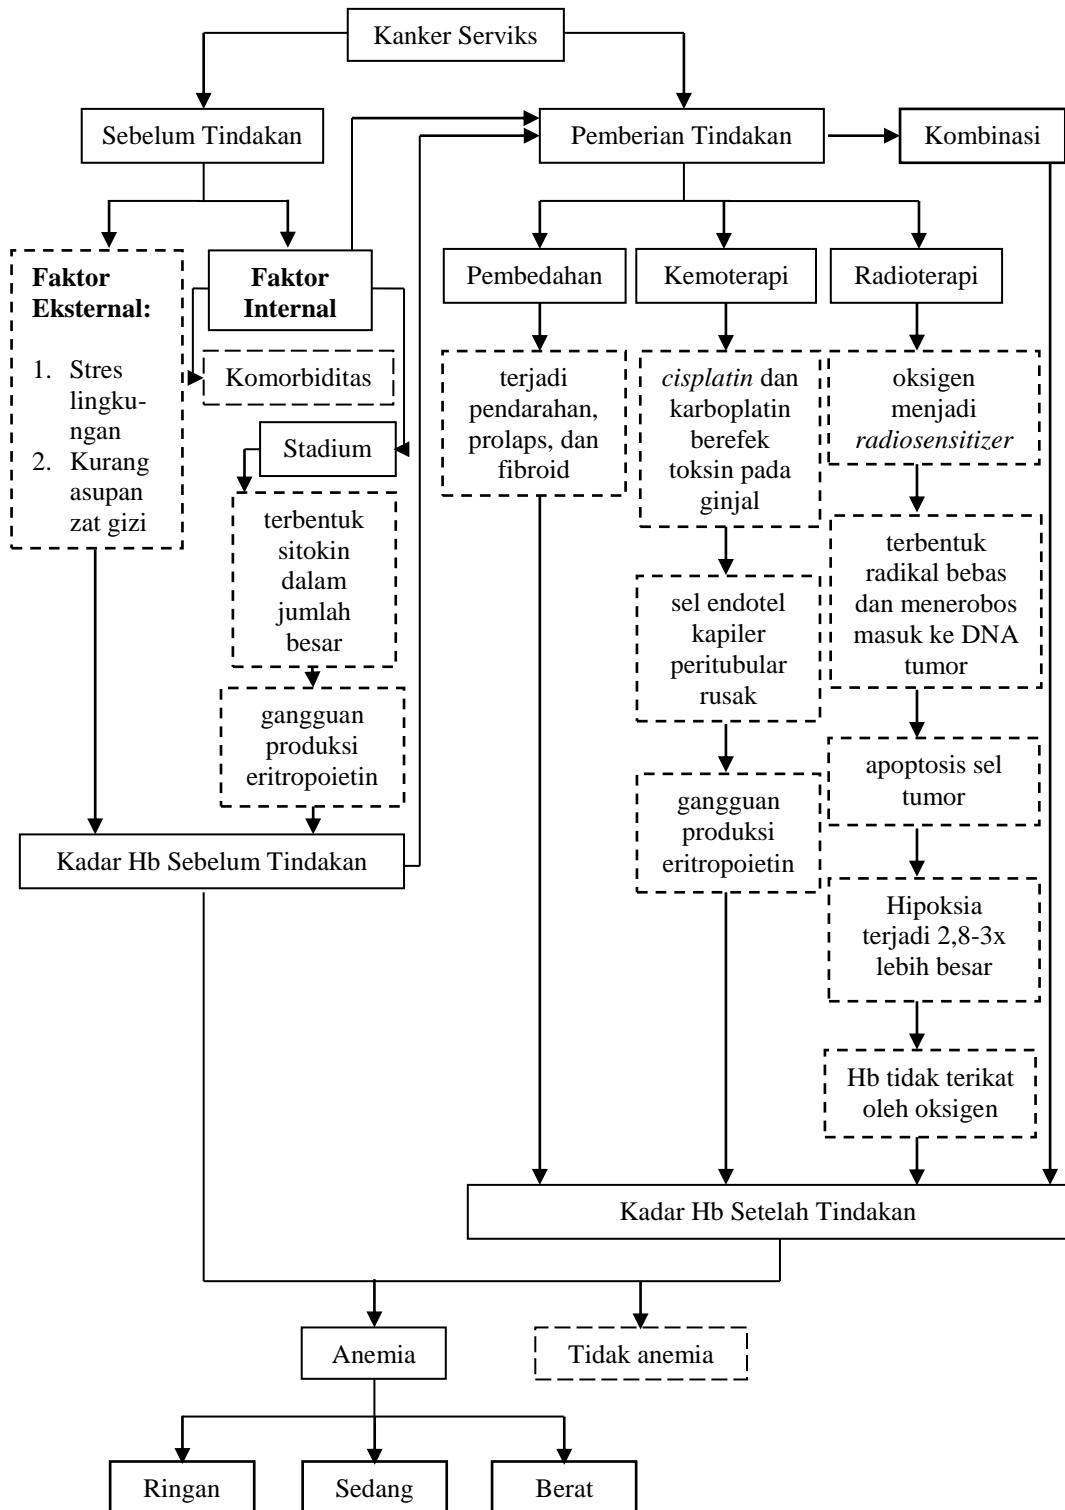 Kanker Serviks
Sebelum Tindakan
Pemberian Tindakan
Kombinasi
Faktor
Eksternal:
1. Stres
lingku-
ngan
2. Kurang
asupan
zat gizi
Faktor
Internal
Komorbiditas
Stadium
terbentuk
sitokin
dalam
jumlah
besar
gangguan
produksi
eritropoietin
Kadar Hb Sebelum Tindakan
Pembedahan
terjadi
pendarahan,
prolaps, dan
fibroid
Kemoterapi
cisplatin dan
karboplatin
berefek
toksin pada
ginjal
sel endotel
kapiler
peritubular
rusak
gangguan
produksi
eritropoietin
Radioterapi
oksigen
menjadi
radiosensitizer
terbentuk
radikal bebas
dan menerobos
masuk ke DNA
tumor
apoptosis sel
tumor
Hipoksia
terjadi 2,8-3x
lebih besar
Hb tidak terikat
oleh oksigen
Kadar Hb Setelah Tindakan
Anemia
Tidak anemia
Ringan
Sedang
Berat